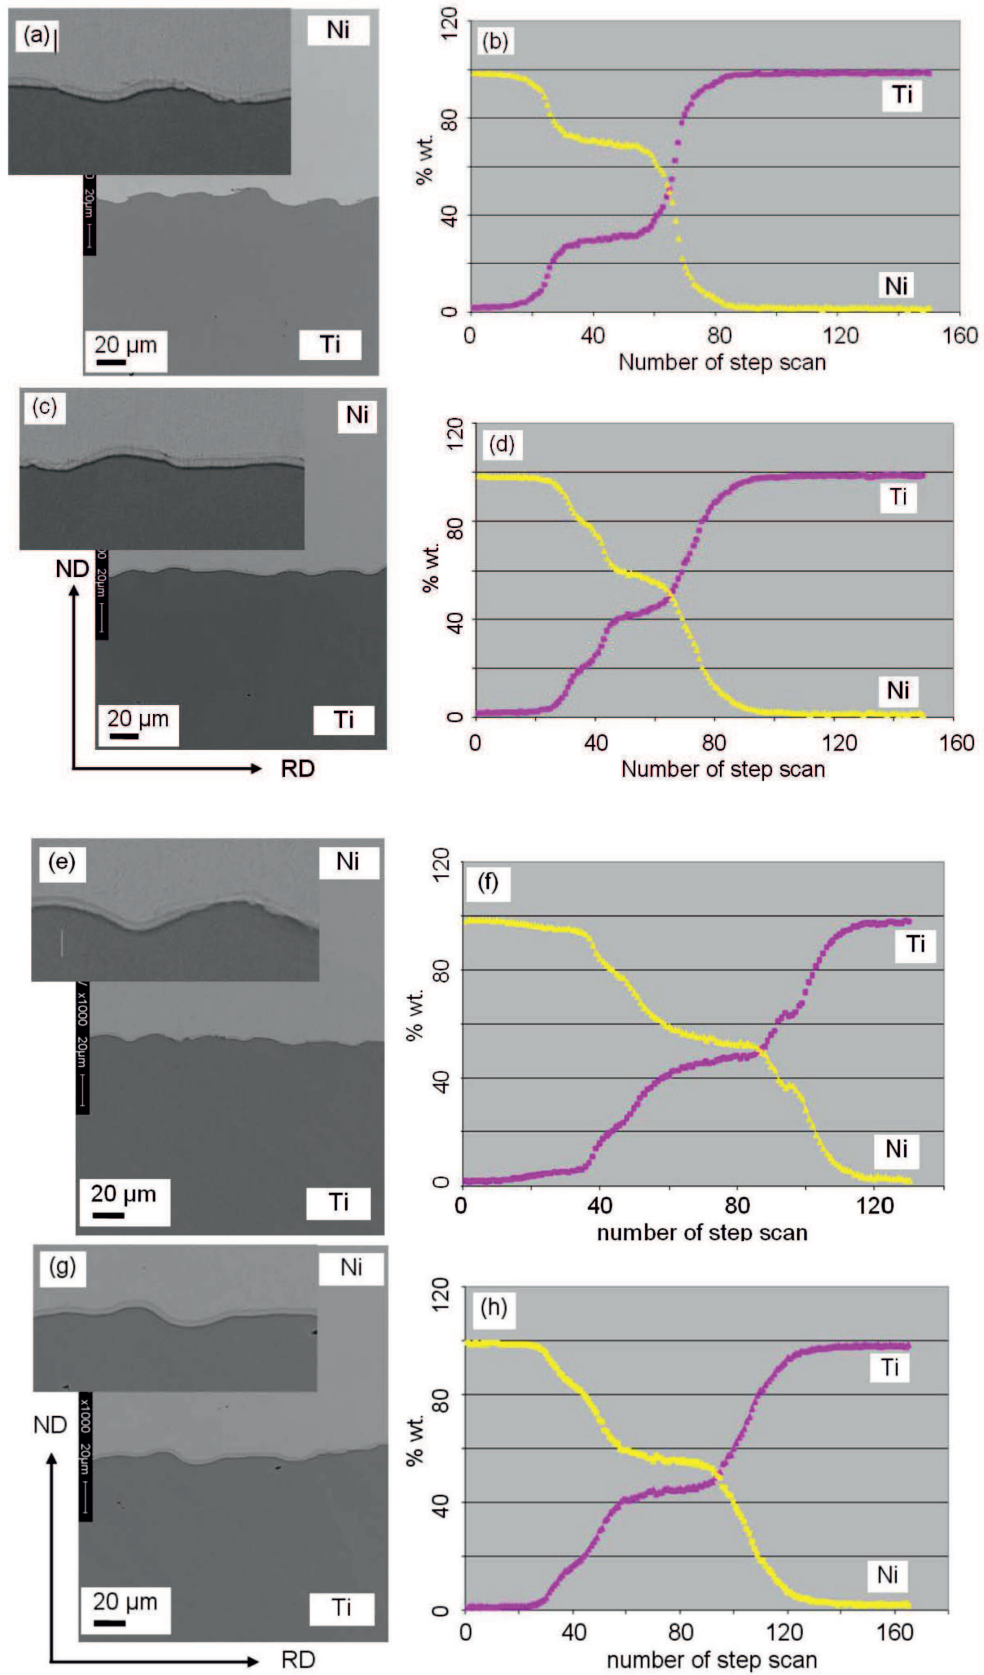 (a)
Ni
0 20µm
20 µm
Ti
(b)
120
80
40
0
% wt.
Ti
Ni
0 40 80 120 160
Number of step scan
(c)
Ni
ND
00 20µm
20 µm
Ti
RD
(d)
120
80
40
0
% wt.
Ti
Ni
0 40 80 120 160
Number of step scan
(e)
Ni
x1000 20µm
20 µm
Ti
(f)
120
80
40
0
% wt.
Ti
Ni
0 40 80 120
number of step scan
(g)
Ni
ND
x1000 20µm
20 µm
Ti
RD
(h)
120
80
40
0
% wt.
Ti
Ni
0 40 80 120 160
number of step scan